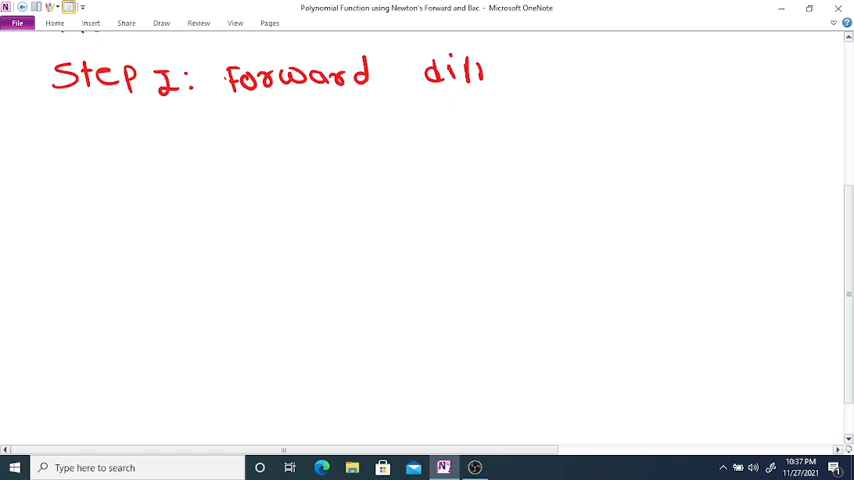 Polynomial Function using Newton's Forward and Bac - Microsoft OneNote
File Home Insert Share Draw Review View Pages
Step I: Forward
Type here to search
10:37 PM
11/27/2021